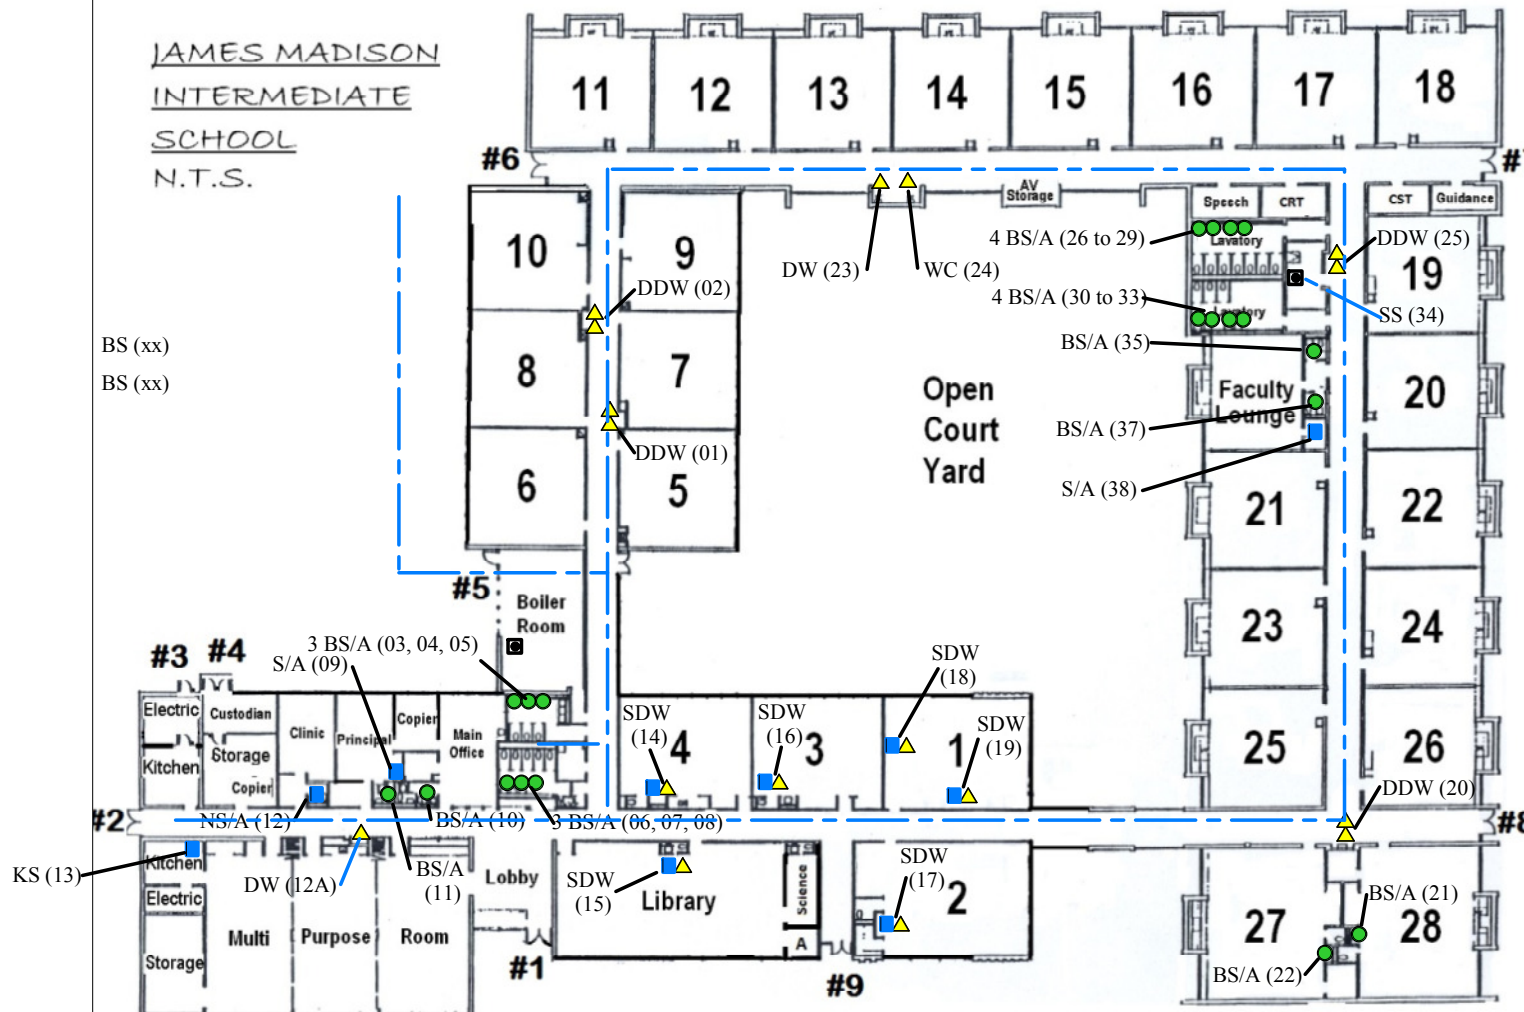 JAMES MADISON
INTERMEDIATE
SCHOOL
N.T.S.
11
12
13
14
15
16
17
18
#6
#7
AV
Storage
Speech
CRT
CST
Guidance
10
9
4 BS/A (26 to 29)
Lavatory
DDW (25)
DW (23)
WC (24)
19
DDW (02)
4 BS/A (30 to 33)
Lavatory
SS (34)
BS (xx)
BS/A (35)
BS (xx)
8
7
Open
Court
Yard
Faculty
Lounge
20
BS/A (37)
DDW (01)
6
5
S/A (38)
21
22
#5
Boiler
Room
23
24
3 BS/A (03, 04, 05)
#3
#4
S/A (09)
SDW
(18)
Electric
Custodian
Clinic
Principal
Copier
Main
Office
SDW
(14)
4
SDW
(16)
3
1
SDW
(19)
25
26
Storage
Kitchen
Copier
DDW (20)
#2
NS/A (12)
BS/A (10)
3 BS/A (06, 07, 08)
#8
Kitchen
KS (13)
DW (12A)
BS/A
(11)
Lobby
SDW
(15)
Library
Science
SDW
(17)
2
BS/A (21)
Electric
27
28
Multi
Purpose
Room
A
Storage
#1
#9
BS/A (22)